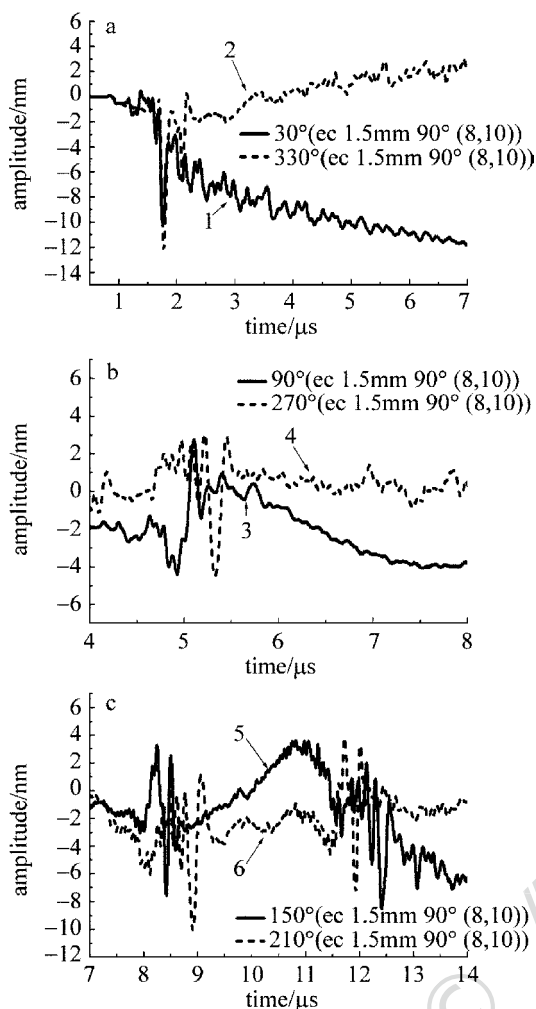 a
6
4
2
0
−2
−4
−6
−8
−10
−12
−14
amplitude/nm
2
1
30°(ec 1.5mm 90° (8,10))
330°(ec 1.5mm 90° (8,10))
1 2 3 4 5 6 7
time/μs
b
6
4
2
0
−2
−4
−6
amplitude/nm
90°(ec 1.5mm 90° (8,10))
270°(ec 1.5mm 90° (8,10))
4
3
4 5 6 7 8
time/μs
c
6
4
2
0
−2
−4
−6
−8
−10
−12
amplitude/nm
5
6
150°(ec 1.5mm 90° (8,10))
210°(ec 1.5mm 90° (8,10))
7 8 9 10 11 12 13 14
time/μs